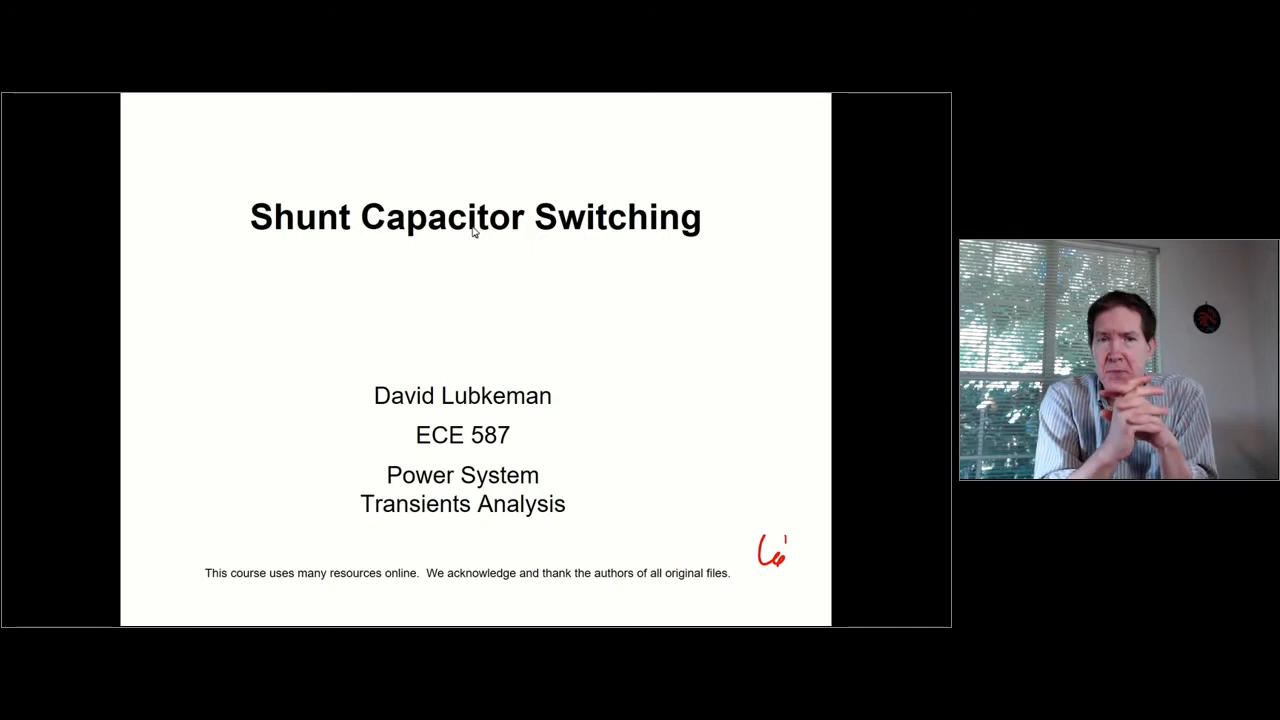 Shunt Capacitor Switching
David Lubkeman
ECE 587
Power System
Transients Analysis
This course uses many resources online. We acknowledge and thank the authors of all original files.